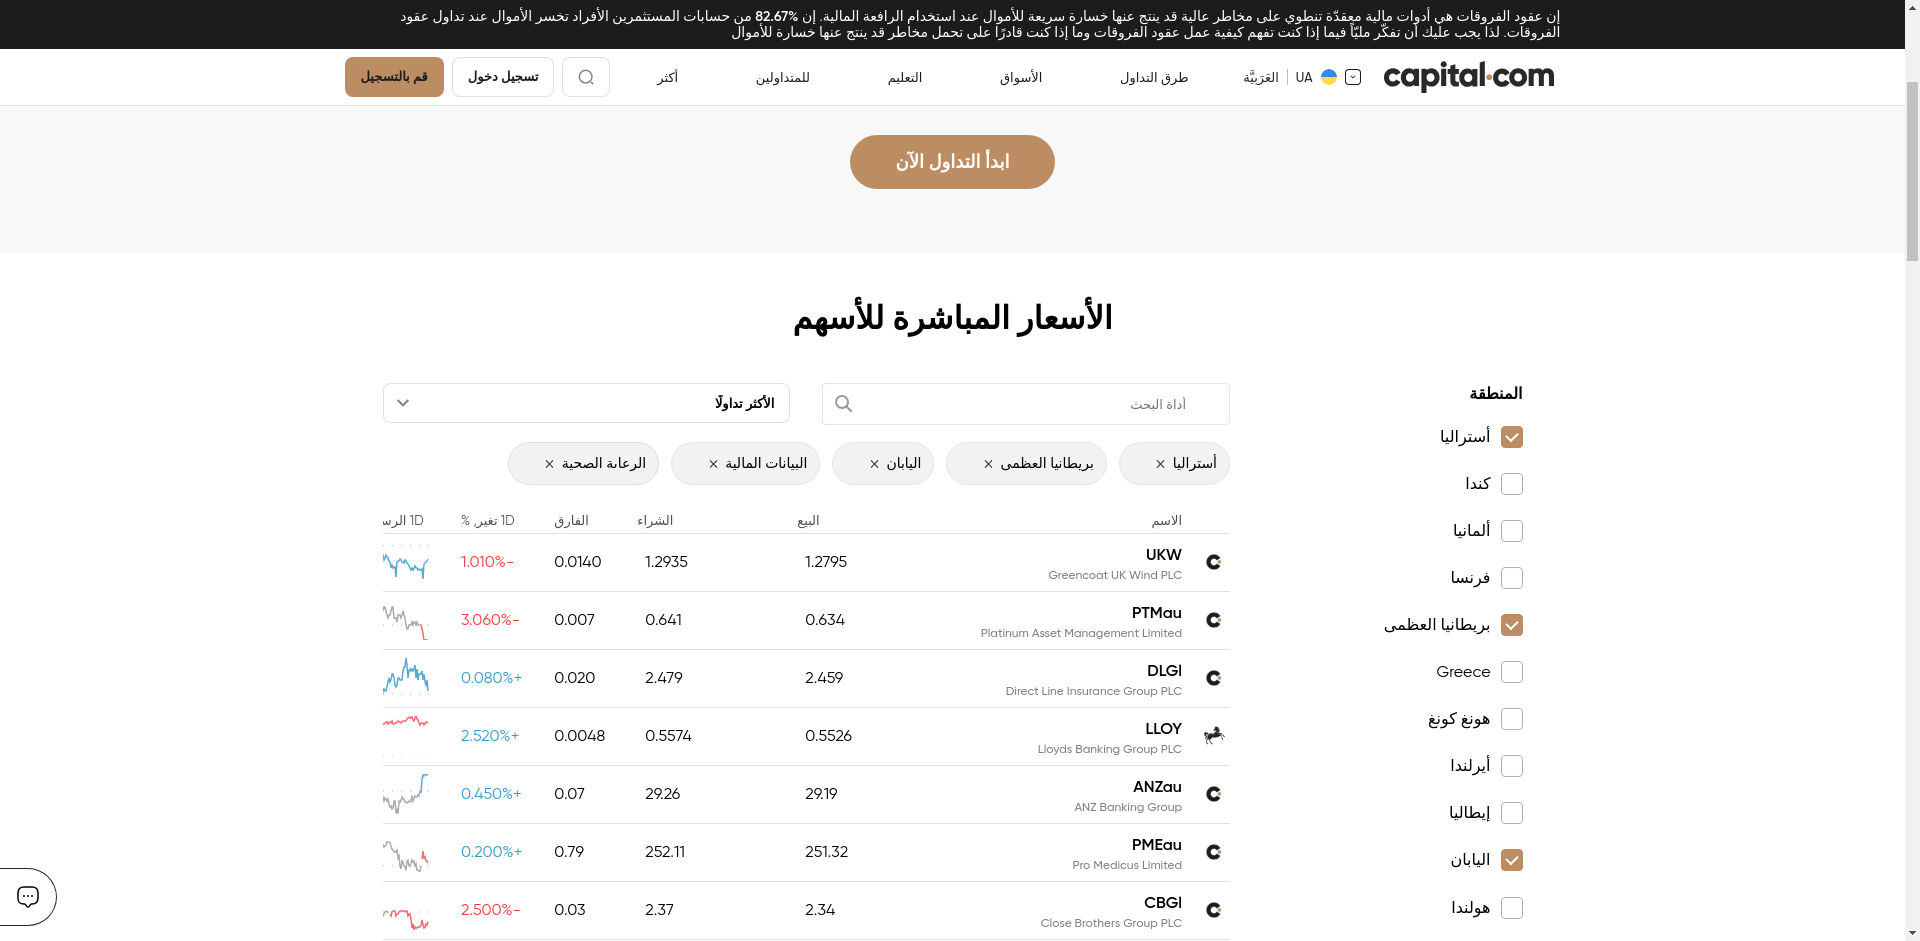 إن عقود الفروقات هي أدوات مالية معقدّة تنطوي على مخاطر عالية قد ينتج عنها خسارة سريعة للأموال عند استخدام الرافعة المالية. إن 82.67% من حسابات المستثمرين الأفراد تخسر الأموال عند تداول عقود
الفروقات. لذا يجب عليك أن تفكّر مليّاً فيما إذا كنت تفهم كيفية عمل عقود الفروقات وما إذا كنت قادرًا على تحمل مخاطر قد ينتج عنها خسارة للأموال
capital.com
UA العَرَبِيَّة
طرق التداول
الأسواق
التعليم
للمتداولين
أكثر
تسجيل دخول
قم بالتسجيل
ابدأ التداول الآن
الأسعار المباشرة للأسهم
المنطقة
أستراليا
كندا
ألمانيا
فرنسا
بريطانيا العظمى
Greece
هونغ كونغ
أيرلندا
إيطاليا
اليابان
هولندا
أداة البحث
الأكثر تداولًا
أستراليا ×
بريطانيا العظمى ×
اليابان ×
البيانات المالية ×
الرعاية الصحية ×
الاسم البيع الشراء الفارق 1D تغير, % 1D الرس
UKW 1.2795 1.2935 0.0140 1.010%-
Greencoat UK Wind PLC
PTMau 0.634 0.641 0.007 3.060%-
Platinum Asset Management Limited
DLGl 2.459 2.479 0.020 0.080%+
Direct Line Insurance Group PLC
LLOY 0.5526 0.5574 0.0048 2.520%+
Lloyds Banking Group PLC
ANZau 29.19 29.26 0.07 0.450%+
ANZ Banking Group
PMEau 251.32 252.11 0.79 0.200%+
Pro Medicus Limited
CBGl 2.34 2.37 0.03 2.500%-
Close Brothers Group PLC